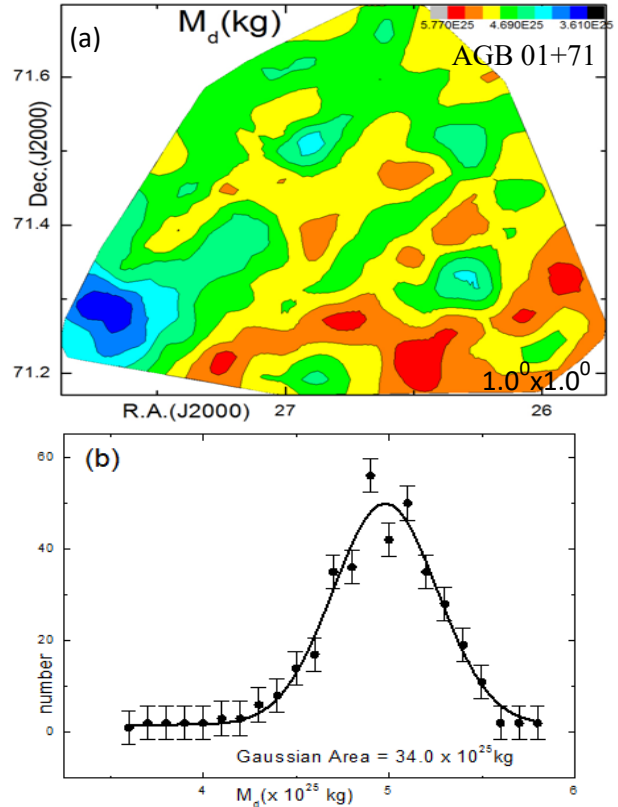 (a) M_d(kg)
5.770E25 4.690E25 3.610E25
AGB 01+71
71.6
Dec.(J2000)
71.4
71.2
1.0⁰x1.0⁰
R.A.(J2000) 27 26
(b)
60
40
20
0
number
Gaussian Area = 34.0 x 10²⁵kg
4 5 6
M_d(x 10²⁵ kg)